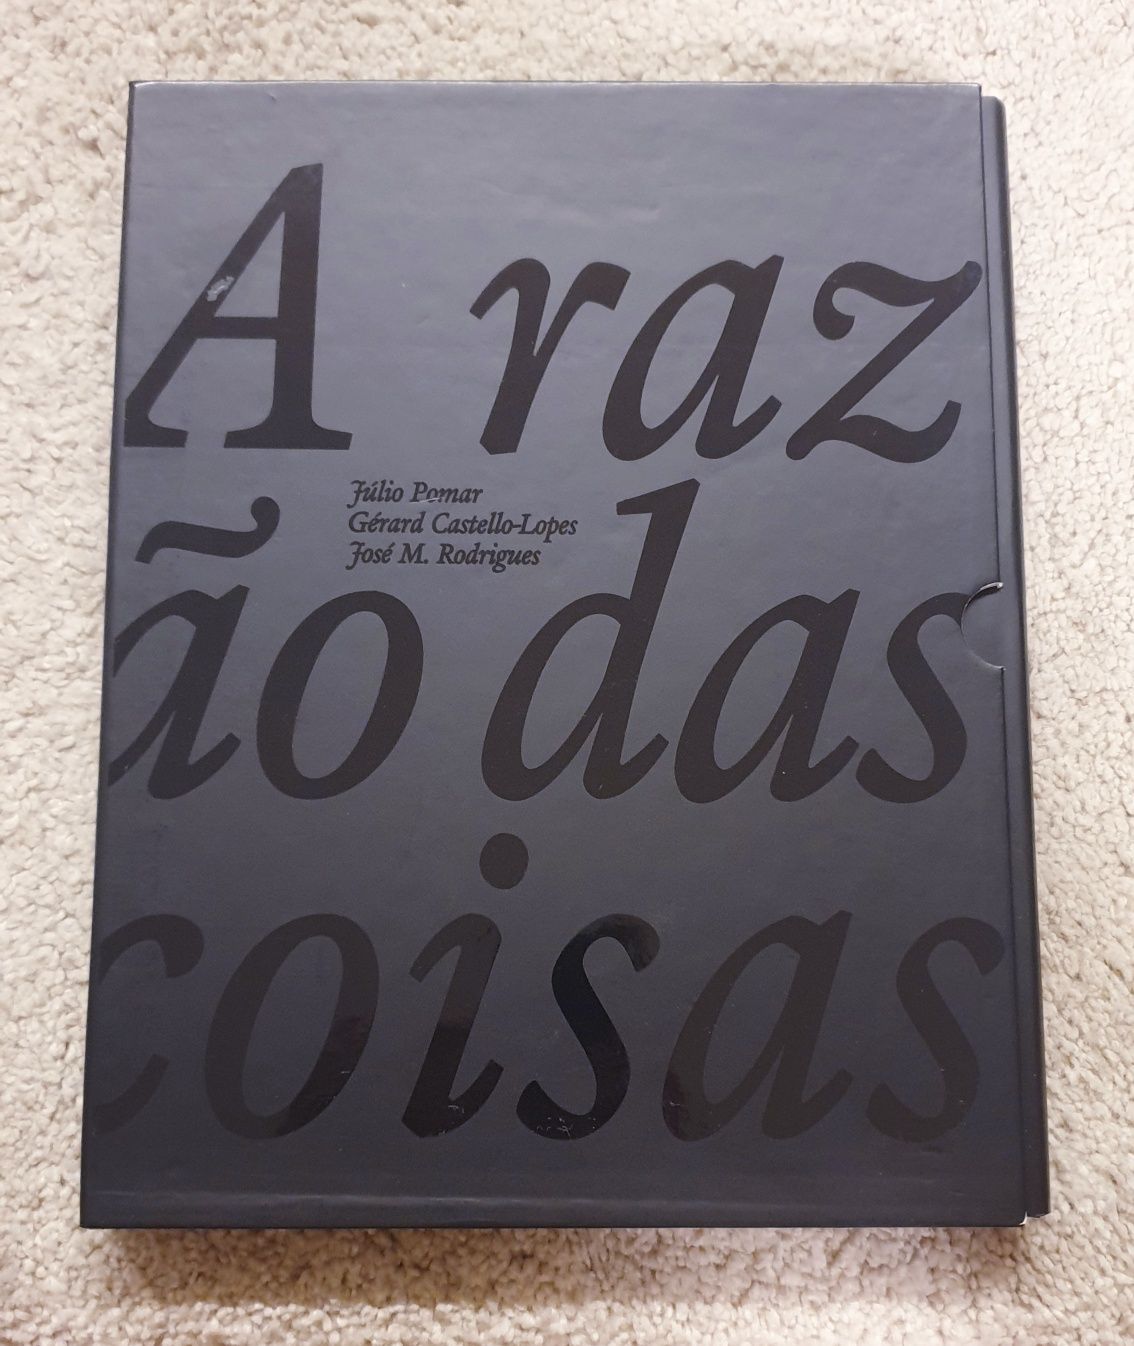 A raz
Júlio Pomar
Gérard Castello-Lopes
José M. Rodrigues
ão das
coisas